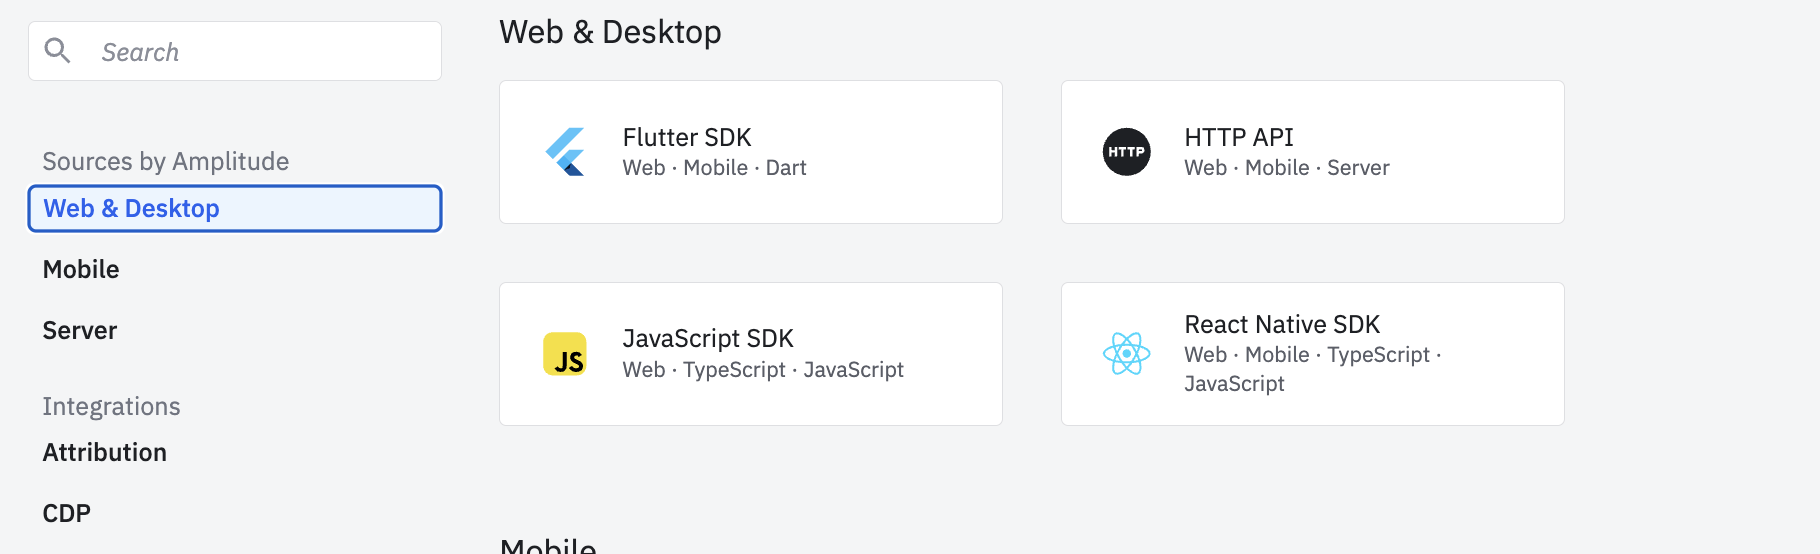 Search
Sources by Amplitude
Web & Desktop
Mobile
Server
Integrations
Attribution
CDP
Web & Desktop
Flutter SDK
Web · Mobile · Dart
HTTP
HTTP API
Web · Mobile · Server
JS
JavaScript SDK
Web · TypeScript · JavaScript
React Native SDK
Web · Mobile · TypeScript ·
JavaScript
Mobile